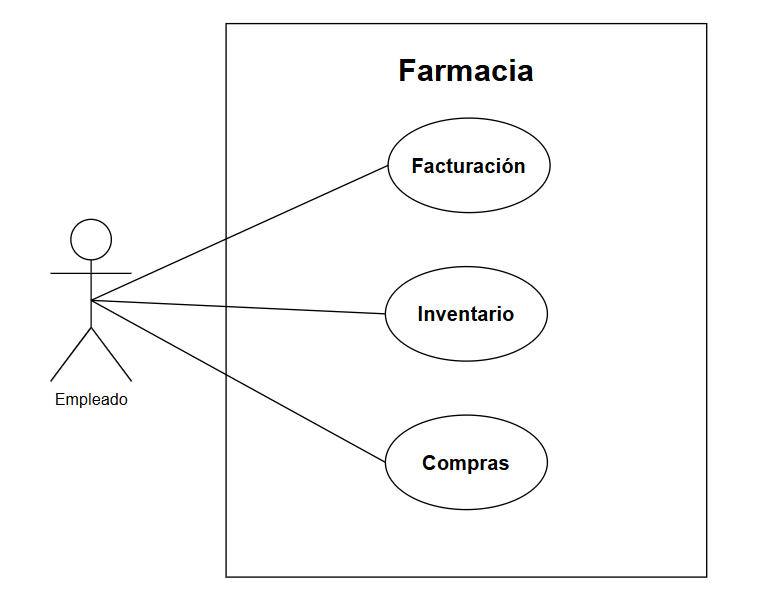 Farmacia
Facturación
Inventario
Compras
Empleado